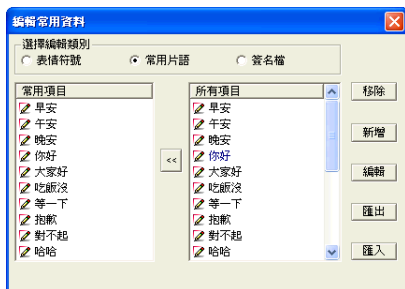 編輯常用資料
選擇編輯類別
表情符號 常用片語 簽名檔
常用項目
早安
午安
晚安
你好
大家好
吃飯沒
等一下
抱歉
對不起
哈哈
<<
所有項目
早安
午安
晚安
你好
大家好
吃飯沒
等一下
抱歉
對不起
哈哈
移除
新增
編輯
匯出
匯入